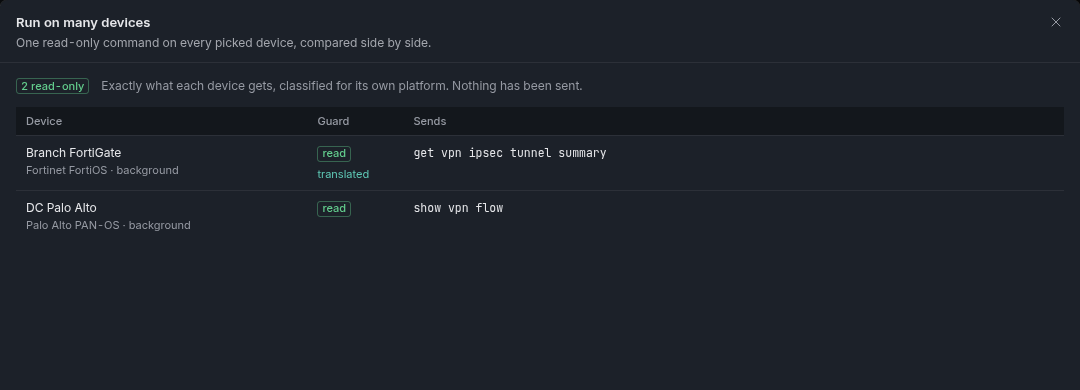 Run on many devices
One read-only command on every picked device, compared side by side.
2 read-only Exactly what each device gets, classified for its own platform. Nothing has been sent.
Device Guard Sends
Branch FortiGate read get vpn ipsec tunnel summary
Fortinet FortiOS · background translated
DC Palo Alto read show vpn flow
Palo Alto PAN-OS · background